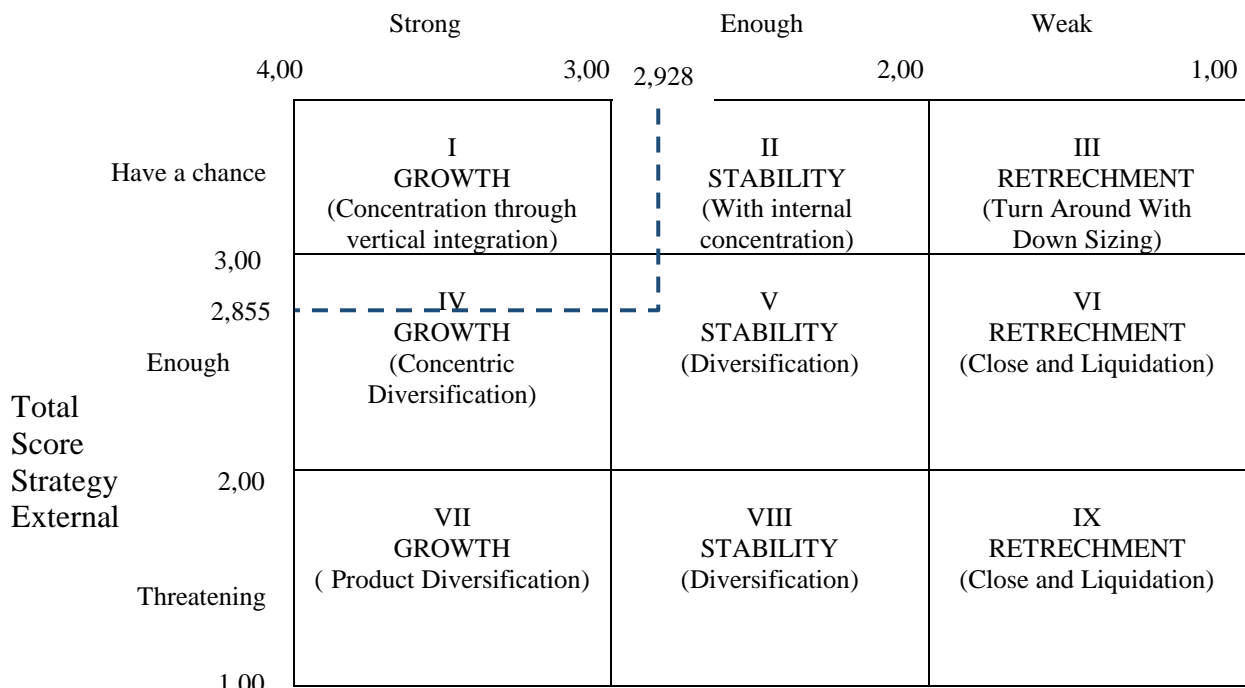 Strong Enough Weak
4,00 3,00 2,928 2,00 1,00
I
GROWTH
(Concentration through
vertical integration)
II
STABILITY
(With internal
concentration)
III
RETRECHMENT
(Turn Around With
Down Sizing)
Have a chance
3,00
2,855
IV
GROWTH
(Concentric
Diversification)
V
STABILITY
(Diversification)
VI
RETRECHMENT
(Close and Liquidation)
Enough
Total
Score
Strategy
External
2,00
VII
GROWTH
( Product Diversification)
VIII
STABILITY
(Diversification)
IX
RETRECHMENT
(Close and Liquidation)
Threatening
1,00